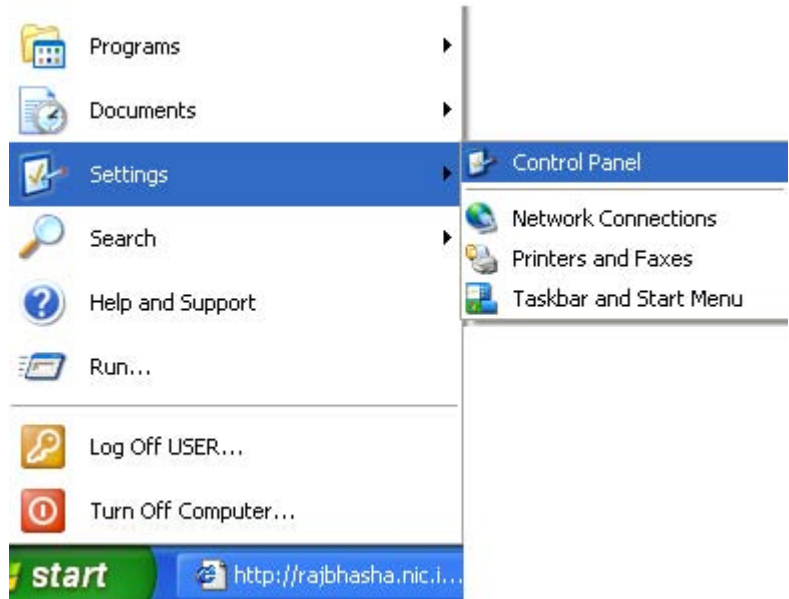 Programs
Documents
Settings
Control Panel
Network Connections
Printers and Faxes
Taskbar and Start Menu
Search
Help and Support
Run...
Log Off USER...
Turn Off Computer...
start
http://rajbhasha.nic.i...